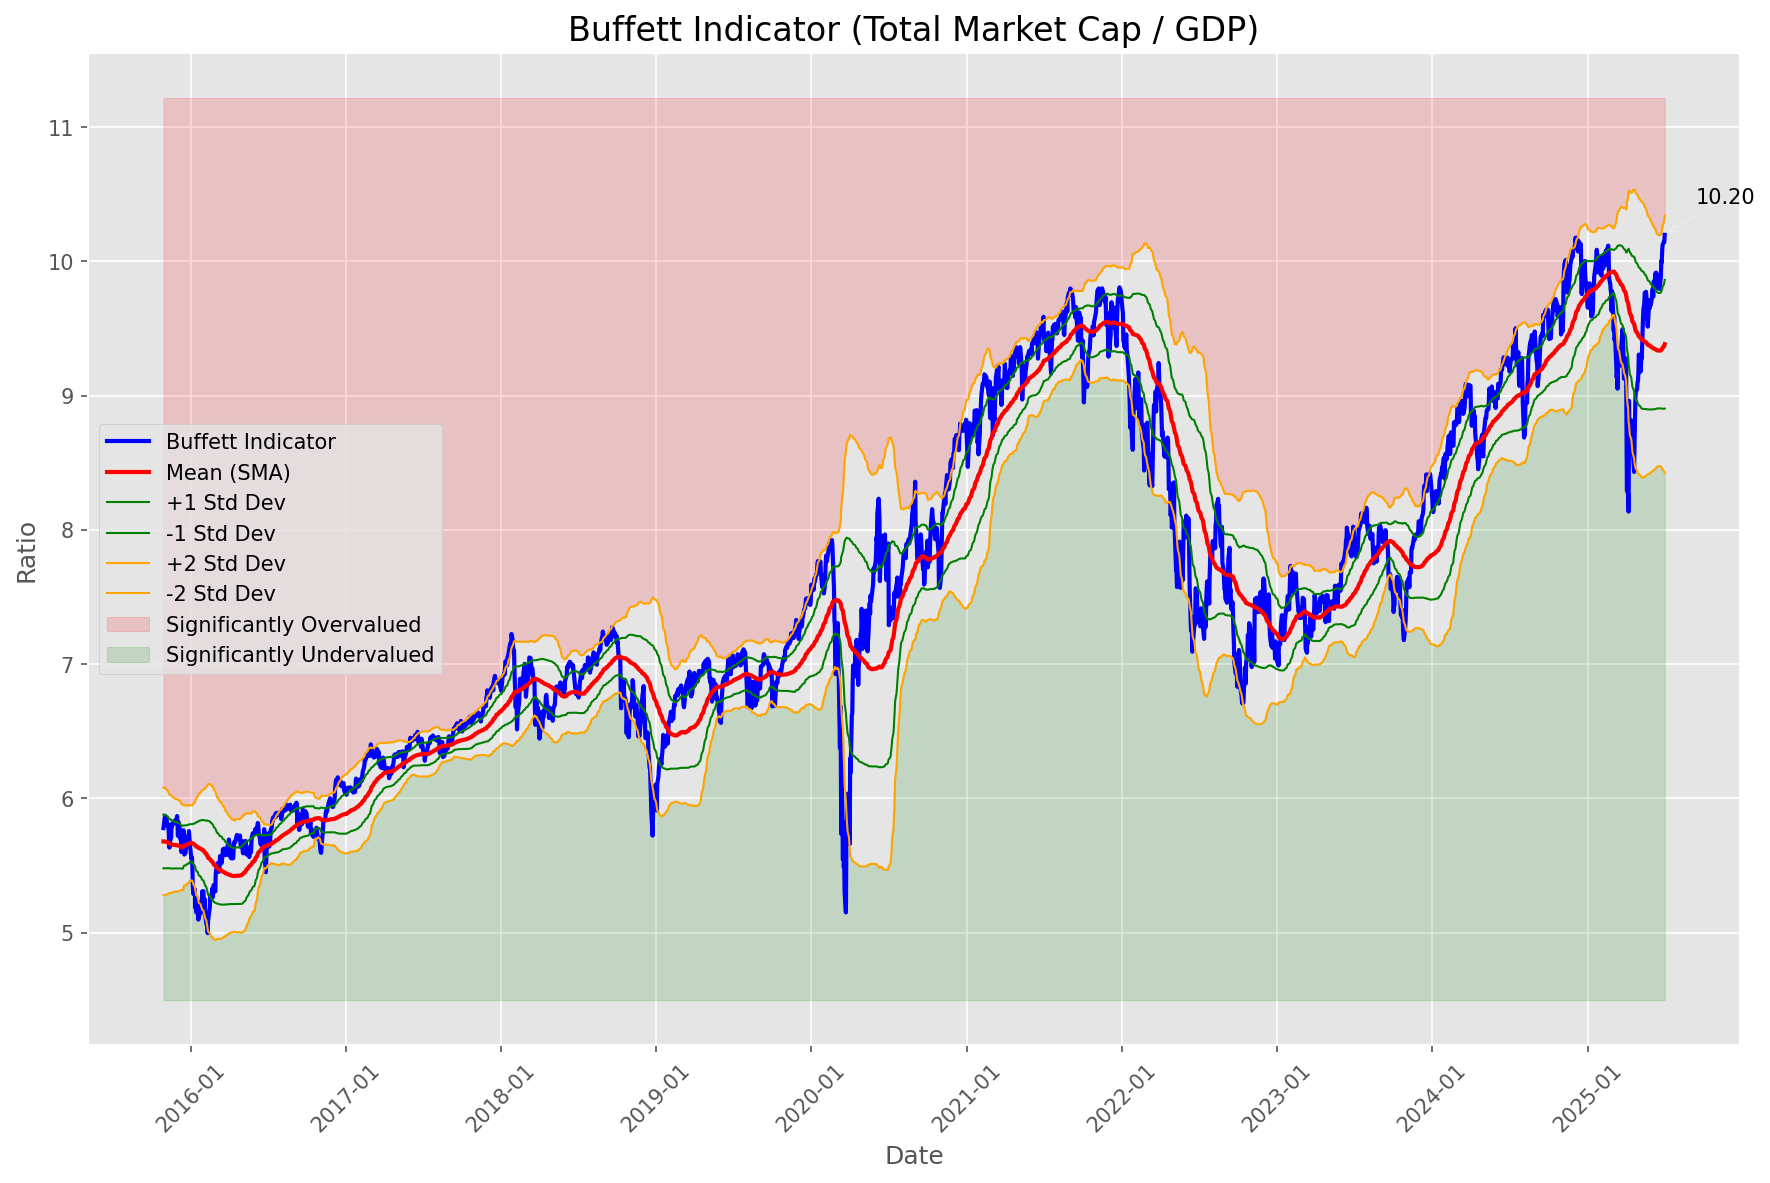 Buffett Indicator (Total Market Cap / GDP)
10.20
11
10
9
8
7
6
5
Ratio
Buffett Indicator
Mean (SMA)
+1 Std Dev
-1 Std Dev
+2 Std Dev
-2 Std Dev
Significantly Overvalued
Significantly Undervalued
2016-01
2017-01
2018-01
2019-01
2020-01
2021-01
2022-01
2023-01
2024-01
2025-01
Date